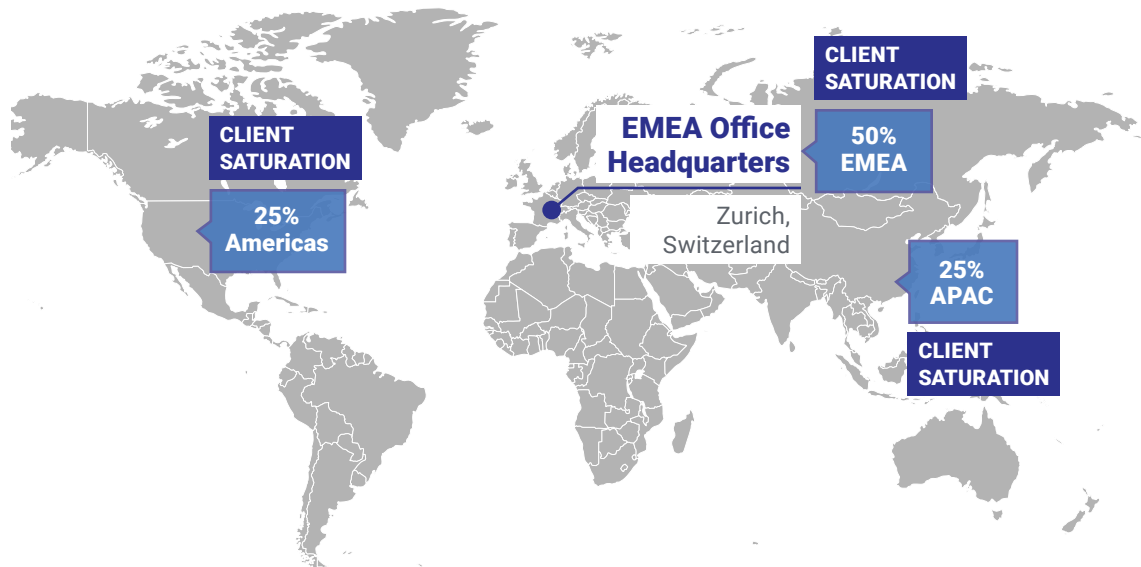 CLIENT
SATURATION
25%
Americas
EMEA Office
Headquarters
Zurich,
Switzerland
CLIENT
SATURATION
50%
EMEA
25%
APAC
CLIENT
SATURATION